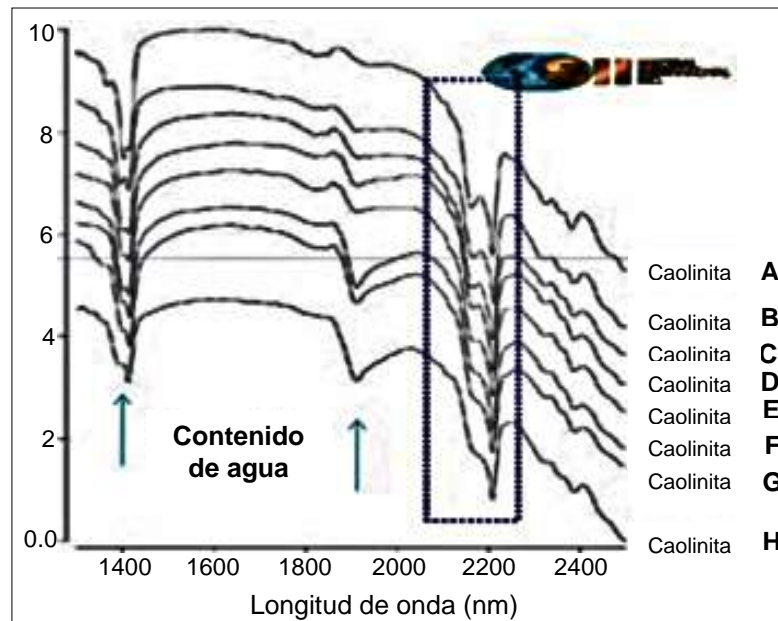 10
8
6
4
2
0.0
Contenido
de agua
Caolinita A
Caolinita B
Caolinita C
Caolinita D
Caolinita E
Caolinita F
Caolinita G
Caolinita H
1400 1600 1800 2000 2200 2400
Longitud de onda (nm)